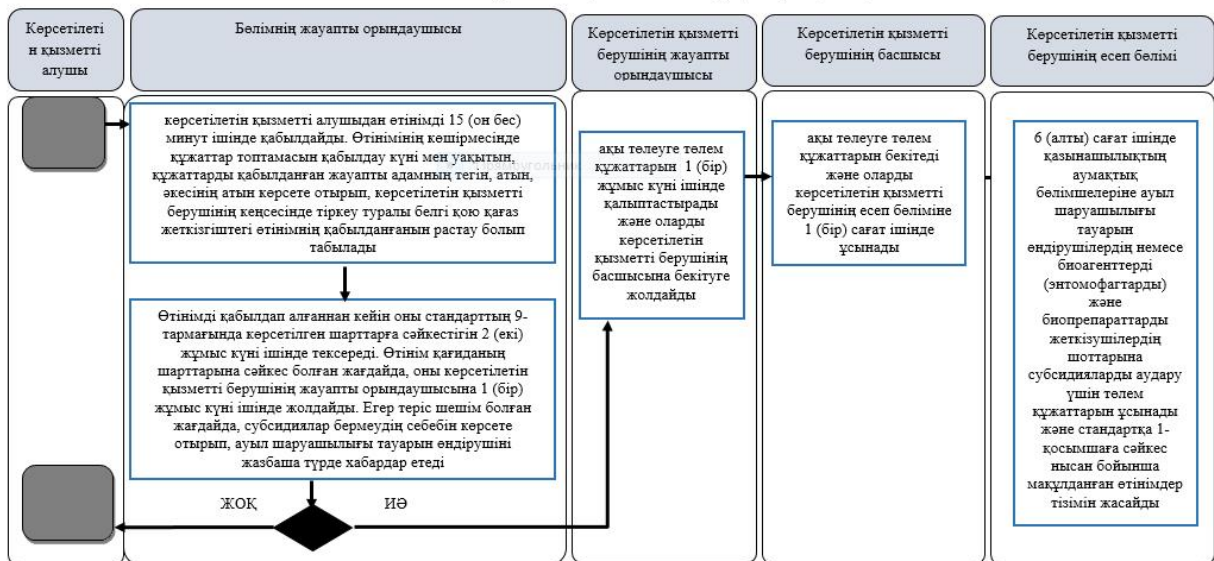 Көрсетілеті
н қызметті
алушы
Бөлімнің жауапты орындаушысы
Көрсетілетін қызметті
берушінің жауапты
орындаушысы
Көрсетілетін қызметті
берушінің басшысы
Көрсетілетін қызметті
берушінің есеп бөлімі
көрсетілетін қызметті алушыдан өтінімді 15 (он бес)
минут ішінде қабылдайды. Өтінімінің көшірмесінде
құжаттар топтамасын қабылдау күні мен уақытын,
құжаттарды қабылданған жауапты адамның тегін, атын,
әкесінің атын көрсете отырып, көрсетілетін қызметті
берушінің кеңсесінде тіркеу туралы белгі қою қағаз
жеткізгіштегі өтінімнің қабылданғанын растау болып
табылады
Өтінімді қабылдап алғаннан кейін оны стандарттың 9-
тармағында көрсетілген шарттарға сәйкестігін 2 (екі)
жұмыс күні ішінде тексереді. Өтінім қағиданың
шарттарына сәйкес болған жағдайда, оны көрсетілетін
қызметті берушінің жауапты орындаушысына 1 (бір)
жұмыс күні ішінде жолдайды. Егер теріс шешім болған
жағдайда, субсидиялар бермеудің себебін көрсете
отырып, ауыл шаруашылығы тауарын өндірушіні
жазбаша түрде хабардар етеді
ЖОҚ
ИӘ
ақы төлеуге төлем
құжаттарын 1 (бір)
жұмыс күні ішінде
қалыптастырады
және оларды
көрсетілетін
қызметті берушінің
басшысына бекітуге
жолдайды
ақы төлеуге төлем
құжаттарын бекітеді
және оларды
көрсетілетін қызметті
берушінің есеп бөліміне
1 (бір) сағат ішінде
ұсынады
6 (алты) сағат ішінде
қазынашылықтың
аумақтық
бөлімшелеріне ауыл
шаруашылығы
тауарын
өндірушілердің немесе
биоагенттерді
(энтомофагтарды)
және
биопрепараттарды
жеткізушілердің
шоттарына
субсидияларды аудару
үшін төлем
құжаттарын ұсынады
және стандартқа 1-
қосымшаға сәйкес
нысан бойынша
мақұлданған өтінімдер
тізімін жасайды